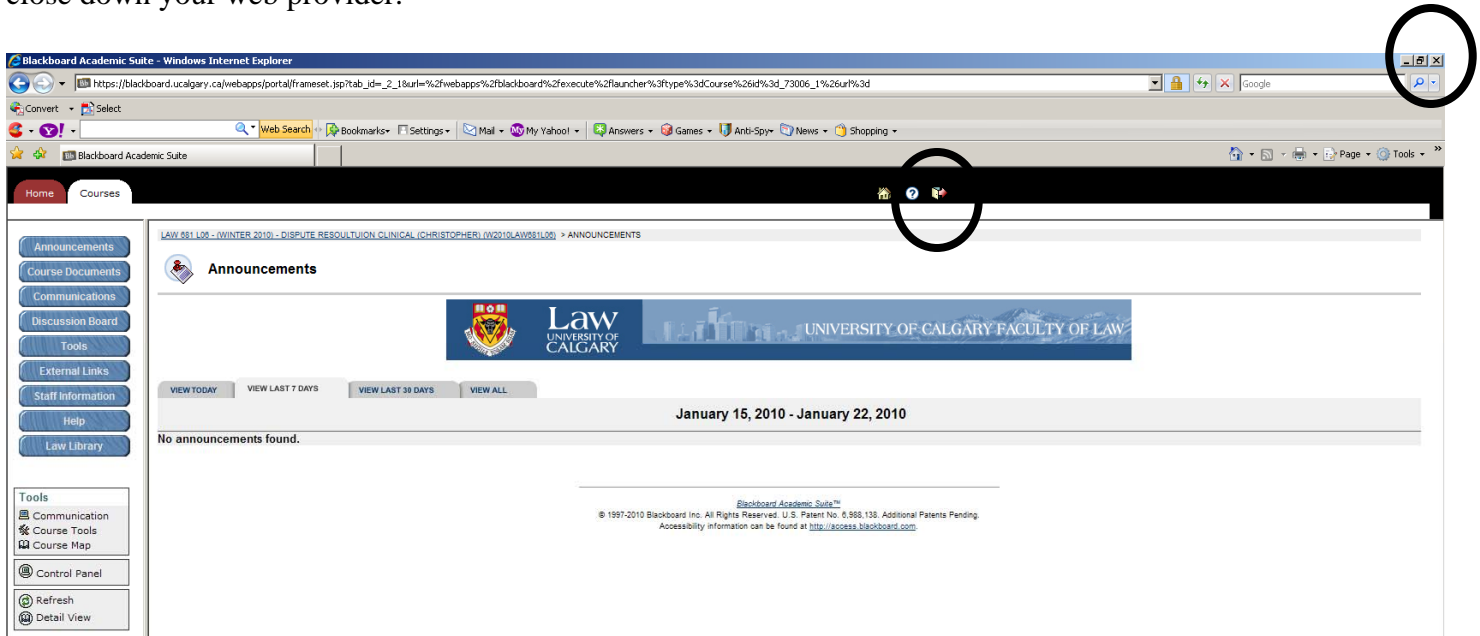 close down your web provider.
Blackboard Academic Suite - Windows Internet Explorer
https://blackboard.ucalgary.ca/webapps/portal/frameset.jsp?tab_id=_2_1&url=%2fwebapps%2fblackboard%2fexecute%2flauncher%3ftype%3dCourse%26id%3d_73006_1%26url%3d
Google
Convert Select
Web Search Bookmarks Settings Mail My Yahoo! Answers Games Anti-Spy News Shopping
Blackboard Academic Suite
Page Tools »
Home Courses
LAW 681 L06 - (WINTER 2010) - DISPUTE RESOULTUION CLINICAL (CHRISTOPHER) (W2010LAW681L06) > ANNOUNCEMENTS
Announcements
Course Documents
Communications
Discussion Board
Tools
External Links
Staff Information
Help
Law Library
Announcements
LAW
UNIVERSITY OF
CALGARY
UNIVERSITY OF CALGARY FACULTY OF LAW
VIEW TODAY VIEW LAST 7 DAYS VIEW LAST 30 DAYS VIEW ALL
January 15, 2010 - January 22, 2010
No announcements found.
Tools
Communication
Course Tools
Course Map
Control Panel
Refresh
Detail View
Blackboard Academic Suite™
© 1997-2010 Blackboard Inc. All Rights Reserved. U.S. Patent No. 6,988,138. Additional Patents Pending.
Accessibility information can be found at http://access.blackboard.com.